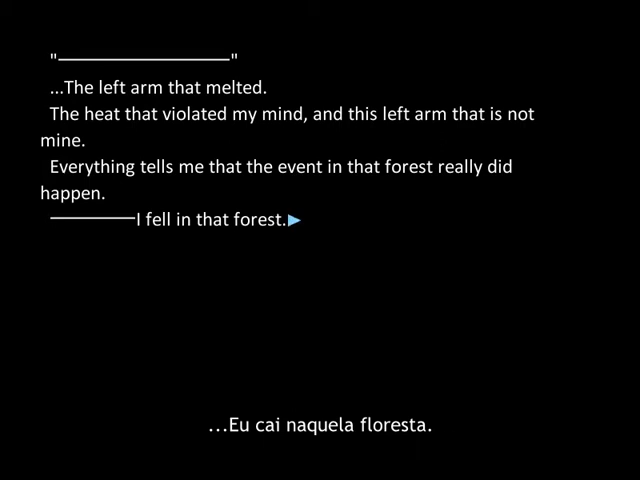 "——————————"
...The left arm that melted.
The heat that violated my mind, and this left arm that is not
mine.
Everything tells me that the event in that forest really did
happen.
—————I fell in that forest.
...Eu cai naquela floresta.